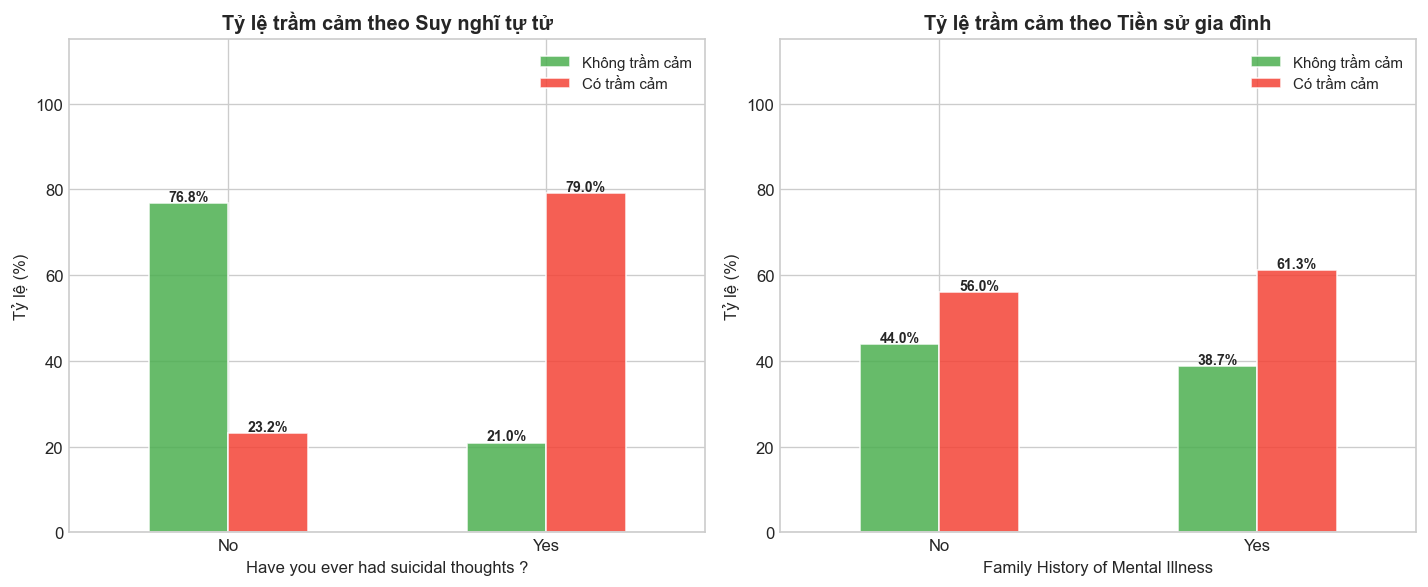 Tỷ lệ trầm cảm theo Suy nghĩ tự tử
Không trầm cảm
Có trầm cảm
Tỷ lệ (%)
100
80
60
40
20
0
76.8%
23.2%
21.0%
79.0%
No
Yes
Have you ever had suicidal thoughts ?
Tỷ lệ trầm cảm theo Tiền sử gia đình
Không trầm cảm
Có trầm cảm
Tỷ lệ (%)
100
80
60
40
20
0
44.0%
56.0%
38.7%
61.3%
No
Yes
Family History of Mental Illness